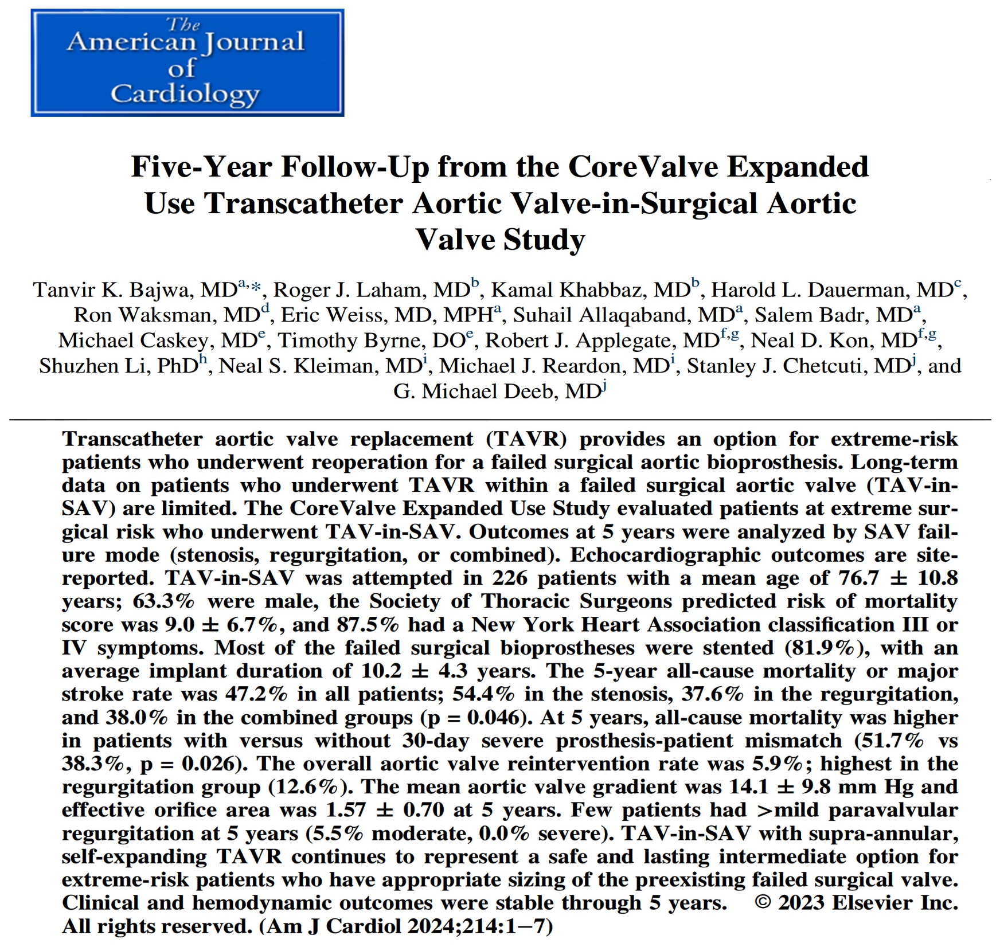 The
American Journal
of
Cardiology
Five-Year Follow-Up from the CoreValve Expanded
Use Transcatheter Aortic Valve-in-Surgical Aortic
Valve Study
Tanvir K. Bajwa, MDa,*, Roger J. Laham, MDb, Kamal Khabbaz, MDb, Harold L. Dauerman, MDc,
Ron Waksman, MDd, Eric Weiss, MD, MPHa, Suhail Allaqaband, MDa, Salem Badr, MDa,
Michael Caskey, MDe, Timothy Byrne, DOe, Robert J. Applegate, MDf,g, Neal D. Kon, MDf,g,
Shuzhen Li, PhDh, Neal S. Kleiman, MDi, Michael J. Reardon, MDi, Stanley J. Chetcuti, MDj, and
G. Michael Deeb, MDj
Transcatheter aortic valve replacement (TAVR) provides an option for extreme-risk
patients who underwent reoperation for a failed surgical aortic bioprosthesis. Long-term
data on patients who underwent TAVR within a failed surgical aortic valve (TAV-in-
SAV) are limited. The CoreValve Expanded Use Study evaluated patients at extreme sur-
gical risk who underwent TAV-in-SAV. Outcomes at 5 years were analyzed by SAV fail-
ure mode (stenosis, regurgitation, or combined). Echocardiographic outcomes are site-
reported. TAV-in-SAV was attempted in 226 patients with a mean age of 76.7 ± 10.8
years; 63.3% were male, the Society of Thoracic Surgeons predicted risk of mortality
score was 9.0 ± 6.7%, and 87.5% had a New York Heart Association classification III or
IV symptoms. Most of the failed surgical bioprostheses were stented (81.9%), with an
average implant duration of 10.2 ± 4.3 years. The 5-year all-cause mortality or major
stroke rate was 47.2% in all patients; 54.4% in the stenosis, 37.6% in the regurgitation,
and 38.0% in the combined groups (p = 0.046). At 5 years, all-cause mortality was higher
in patients with versus without 30-day severe prosthesis-patient mismatch (51.7% vs
38.3%, p = 0.026). The overall aortic valve reintervention rate was 5.9%; highest in the
regurgitation group (12.6%). The mean aortic valve gradient was 14.1 ± 9.8 mm Hg and
effective orifice area was 1.57 ± 0.70 at 5 years. Few patients had >mild paravalvular
regurgitation at 5 years (5.5% moderate, 0.0% severe). TAV-in-SAV with supra-annular,
self-expanding TAVR continues to represent a safe and lasting intermediate option for
extreme-risk patients who have appropriate sizing of the preexisting failed surgical valve.
Clinical and hemodynamic outcomes were stable through 5 years. © 2023 Elsevier Inc.
All rights reserved. (Am J Cardiol 2024;214:1−7)